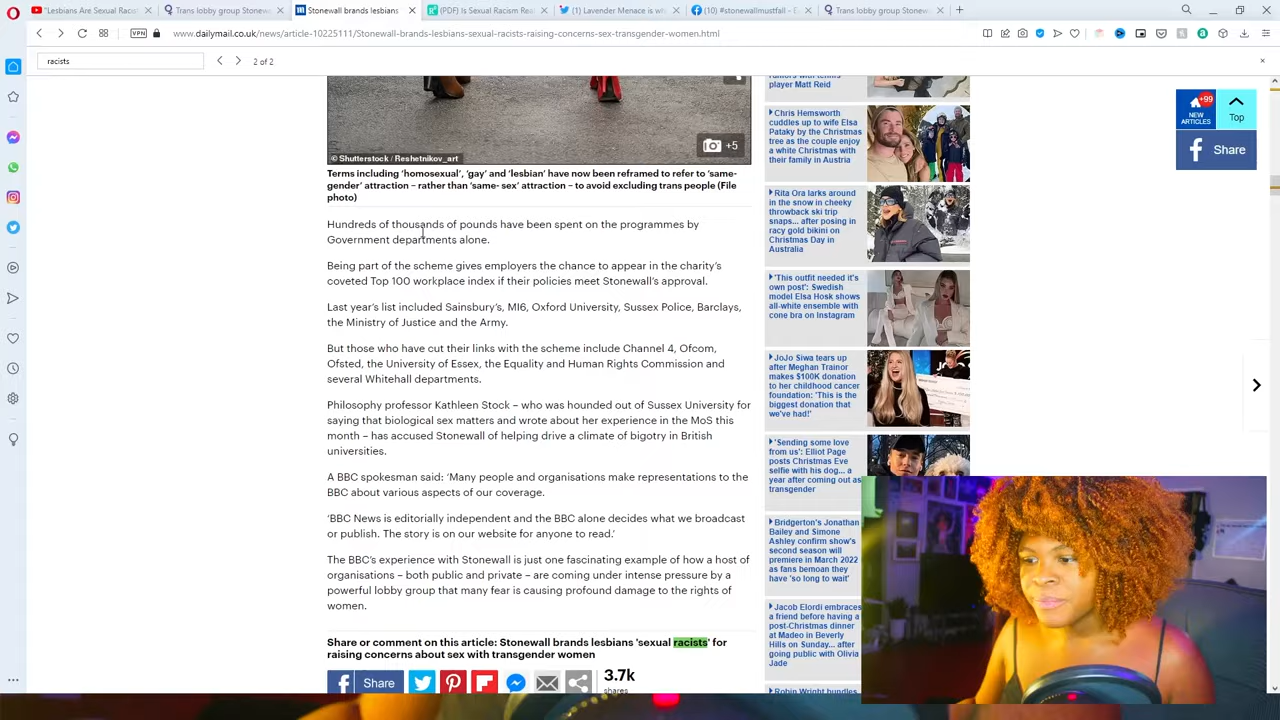 "Lesbians Are Sexual Racot
Trans lobby group Stonew
Stonewall brands lesbians
(PDF) Is Sexual Racism Rea
(1) Lavender Menace is wh
(10) #stonewallmustfall -
Trans lobby group Stonew
VPN
www.dailymail.co.uk/news/article-10225111/Stonewall-brands-lesbians-sexual-racists-raising-concerns-sex-transgender-women.html
racists
2 of 2
+5
© Shutterstock / Reshetnikov_art
Terms including 'homosexual', 'gay' and 'lesbian' have now been reframed to refer to 'same-
gender' attraction – rather than 'same- sex' attraction – to avoid excluding trans people (File
photo)
Hundreds of thousands of pounds have been spent on the programmes by
Government departments alone.
Being part of the scheme gives employers the chance to appear in the charity's
coveted Top 100 workplace index if their policies meet Stonewall's approval.
Last year's list included Sainsbury's, MI6, Oxford University, Sussex Police, Barclays,
the Ministry of Justice and the Army.
But those who have cut their links with the scheme include Channel 4, Ofcom,
Ofsted, the University of Essex, the Equality and Human Rights Commission and
several Whitehall departments.
Philosophy professor Kathleen Stock – who was hounded out of Sussex University for
saying that biological sex matters and wrote about her experience in the MoS this
month – has accused Stonewall of helping drive a climate of bigotry in British
universities.
A BBC spokesman said: 'Many people and organisations make representations to the
BBC about various aspects of our coverage.
'BBC News is editorially independent and the BBC alone decides what we broadcast
or publish. The story is on our website for anyone to read.'
The BBC's experience with Stonewall is just one fascinating example of how a host of
organisations – both public and private – are coming under intense pressure by a
powerful lobby group that many fear is causing profound damage to the rights of
women.
Share or comment on this article: Stonewall brands lesbians 'sexual racists' for
raising concerns about sex with transgender women
Share
3.7k
shares
player Matt Reid
Chris Hemsworth
cuddles up to wife Elsa
Pataky by the Christmas
tree as the couple enjoy
a white Christmas with
their family in Austria
Rita Ora larks around
in the snow in cheeky
throwback ski trip
snaps... after posing in
racy gold bikini on
Christmas Day in
Australia
'This outfit needed it's
own post': Swedish
model Elsa Hosk shows
all-white ensemble with
cone bra on Instagram
JoJo Siwa tears up
after Meghan Trainor
makes $100K donation
to her childhood cancer
foundation: 'This is the
biggest donation that
we've had!'
'Sending some love
from us': Elliot Page
posts Christmas Eve
selfie with his dog... a
year after coming out as
transgender
Bridgerton's Jonathan
Bailey and Simone
Ashley confirm show's
second season will
premiere in March 2022
as fans bemoan they
have 'so long to wait'
Jacob Elordi embraces
a friend before having a
post-Christmas dinner
at Madeo in Beverly
Hills on Sunday... after
going public with Olivia
Jade
Robin Wright bundles
+99
NEW
ARTICLES
Top
Share